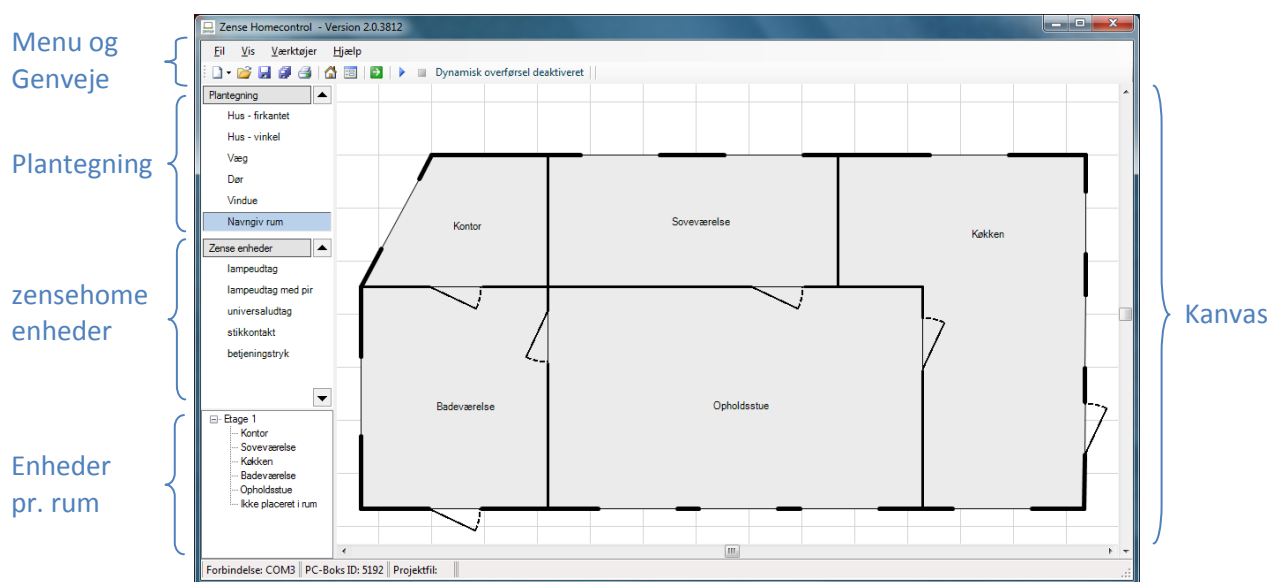 Zense Homecontrol - Version 2.0.3812
Menu og
Genveje
Fil Vis Værktøjer Hjælp
Dynamisk overførsel deaktiveret
Plantegning
Plantegning
Hus - firkantet
Hus - vinkel
Væg
Dør
Vindue
Navngiv rum
zensehome
enheder
Zense enheder
lampeudtag
lampeudtag med pir
universaludtag
stikkontakt
betjeningstryk
Enheder
pr. rum
Etage 1
Kontor
Soveværelse
Køkken
Badeværelse
Opholdsstue
Ikke placeret i rum
Kontor
Soveværelse
Køkken
Badeværelse
Opholdsstue
Kanvas
Forbindelse: COM3 PC-Boks ID: 5192 Projektfil: